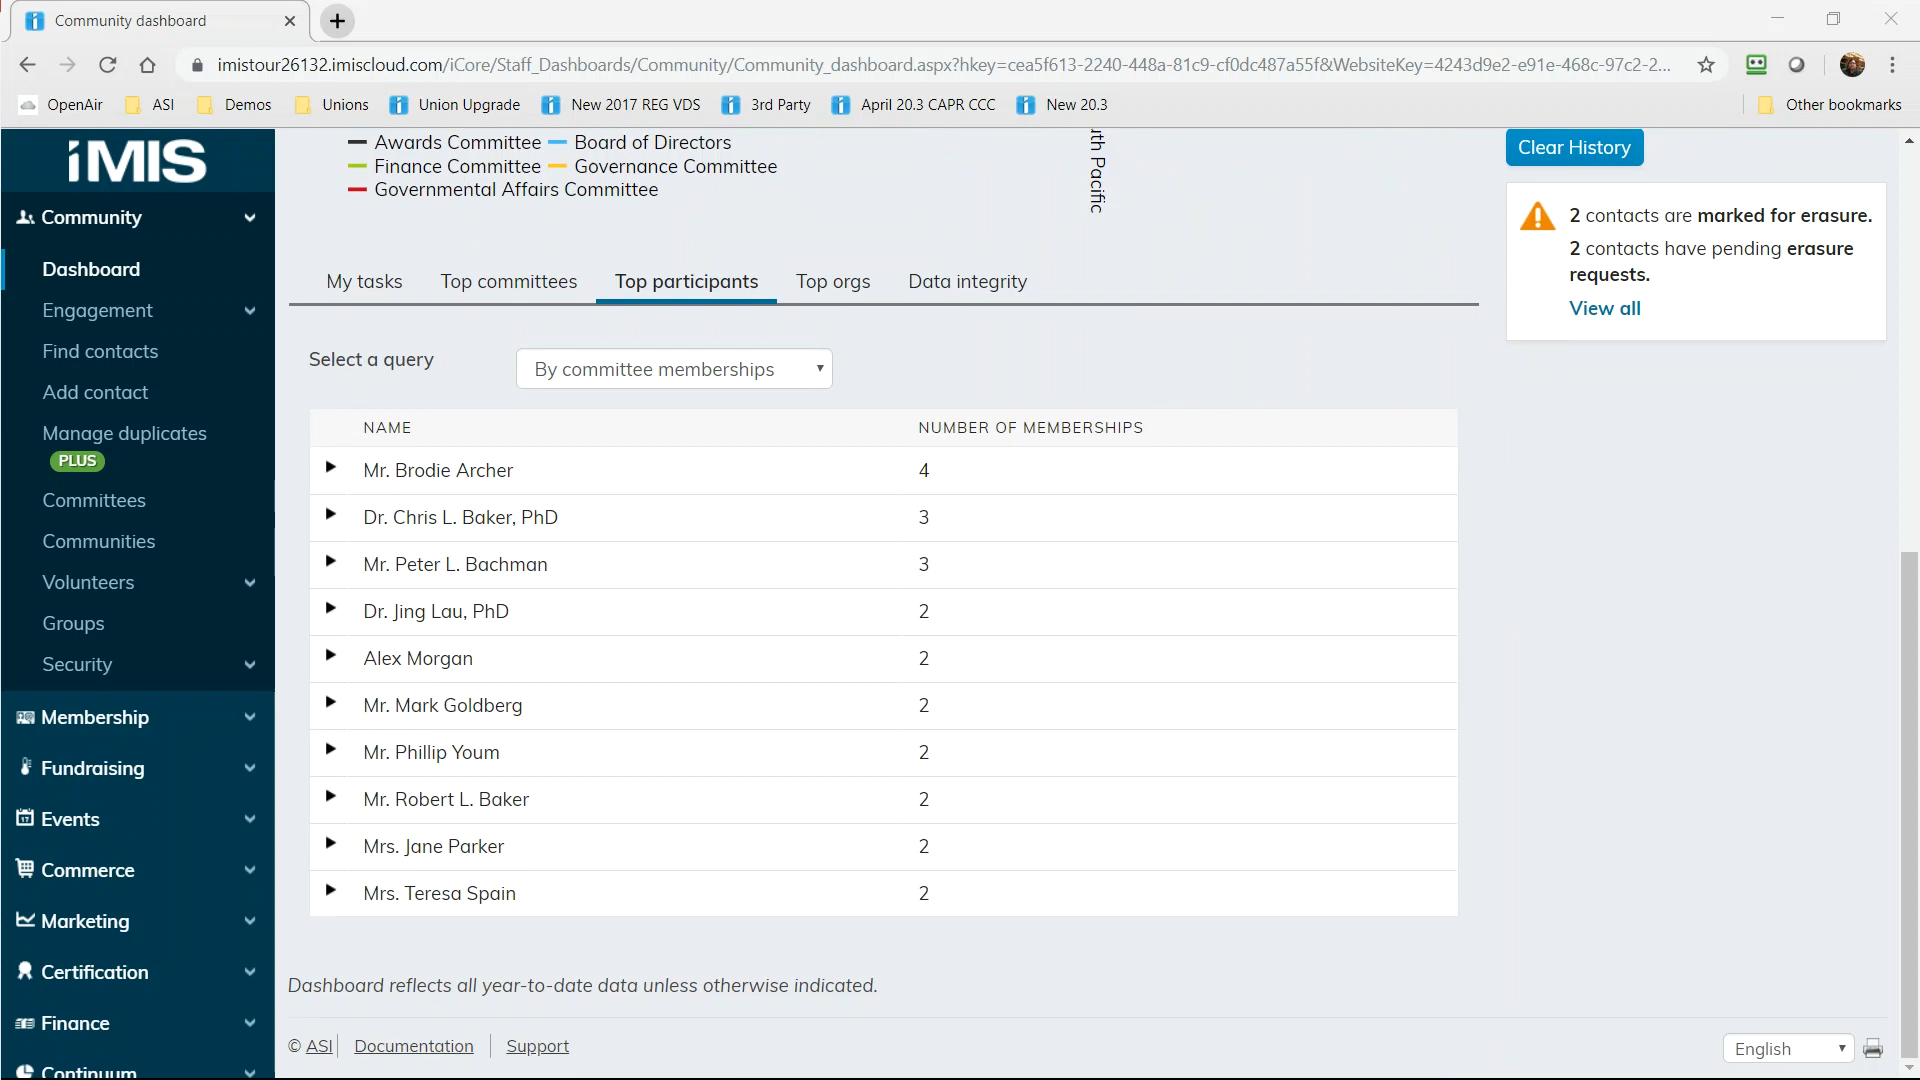 Community dashboard
imistour26132.imiscloud.com/iCore/Staff_Dashboards/Community/Community_dashboard.aspx?hkey=cea5f613-2240-448a-81c9-cf0dc487a55f&WebsiteKey=4243d9e2-e91e-468c-97c2-2...
OpenAir ASI Demos Unions Union Upgrade New 2017 REG VDS 3rd Party April 20.3 CAPR CCC New 20.3 Other bookmarks
iMIS
Community
Dashboard
Engagement
Find contacts
Add contact
Manage duplicates
PLUS
Committees
Communities
Volunteers
Groups
Security
Membership
Fundraising
Events
Commerce
Marketing
Certification
Finance
Continuum
Awards Committee Board of Directors
Finance Committee Governance Committee
Governmental Affairs Committee
uth Pacific
My tasks Top committees Top participants Top orgs Data integrity
Select a query By committee memberships
NAME NUMBER OF MEMBERSHIPS
Mr. Brodie Archer 4
Dr. Chris L. Baker, PhD 3
Mr. Peter L. Bachman 3
Dr. Jing Lau, PhD 2
Alex Morgan 2
Mr. Mark Goldberg 2
Mr. Phillip Youm 2
Mr. Robert L. Baker 2
Mrs. Jane Parker 2
Mrs. Teresa Spain 2
Dashboard reflects all year-to-date data unless otherwise indicated.
© ASI Documentation Support
English
Clear History
2 contacts are marked for erasure.
2 contacts have pending erasure
requests.
View all